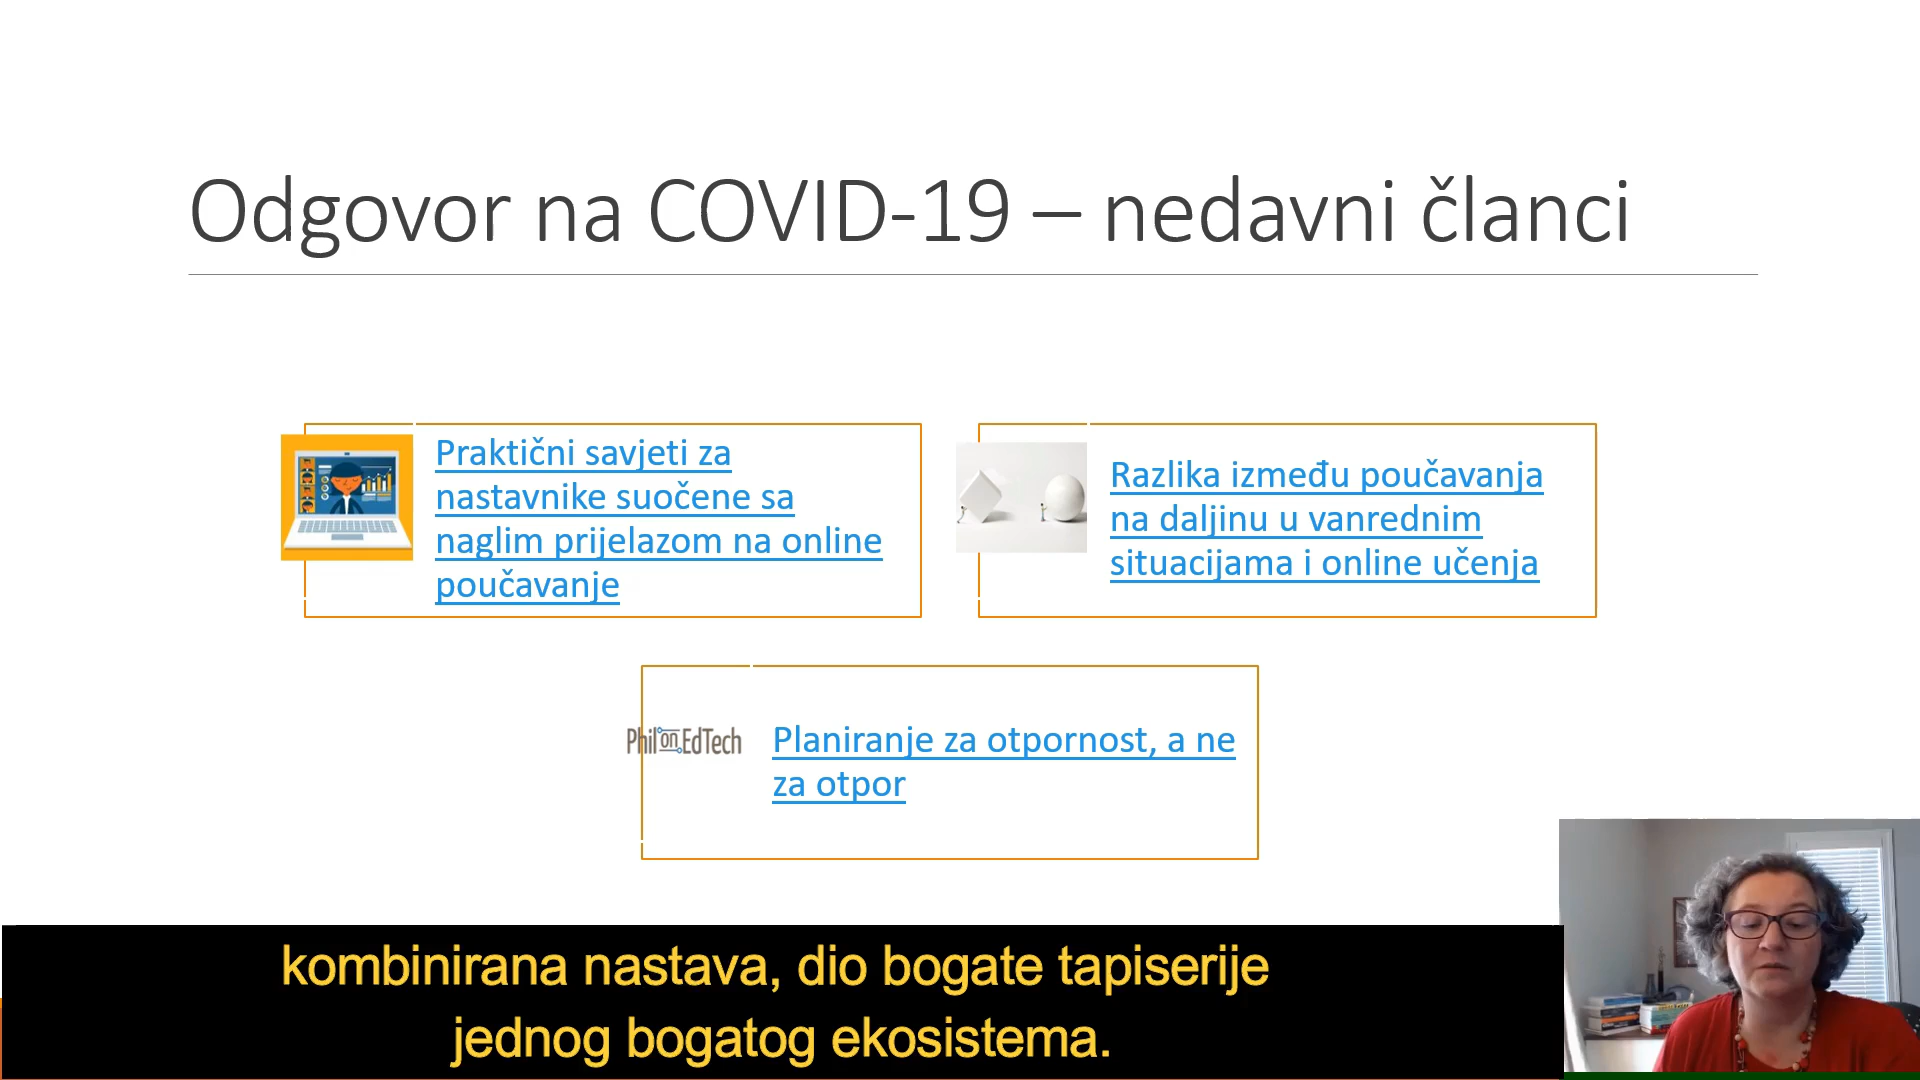 Odgovor na COVID-19 – nedavni članci
Praktični savjeti za
nastavnike suočene sa
naglim prijelazom na online
poučavanje
Razlika između poučavanja
na daljinu u vanrednim
situacijama i online učenja
Phil on EdTech
Planiranje za otpornost, a ne
za otpor
kombinirana nastava, dio bogate tapiserije
jednog bogatog ekosistema.